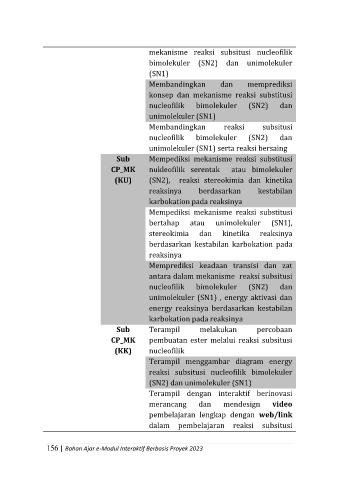 mekanisme reaksi subsitusi nucleofilik
bimolekuler (SN2) dan unimolekuler
(SN1)
Membandingkan dan memprediksi
konsep dan mekanisme reaksi substitusi
nucleofilik bimolekuler (SN2) dan
unimolekuler (SN1)
Membandingkan reaksi subsitusi
nucleofilik bimolekuler (SN2) dan
unimolekuler (SN1) serta reaksi bersaing
Sub
CP_MK
(KU)
Mempediksi mekanisme reaksi substitusi
nukleofilik serentak atau bimolekuler
(SN2), reaksi stereokimia dan kinetika
reaksinya berdasarkan kestabilan
karbokation pada reaksinya
Mempediksi mekanisme reaksi substitusi
bertahap atau unimolekuler (SN1),
stereokimia dan kinetika reaksinya
berdasarkan kestabilan karbokation pada
reaksinya
Memprediksi keadaan transisi dan zat
antara dalam mekanisme reaksi subsitusi
nucleofilik bimolekuler (SN2) dan
unimolekuler (SN1) , energy aktivasi dan
energy reaksinya berdasarkan kestabilan
karbokation pada reaksinya
Sub
CP_MK
(KK)
Terampil melakukan percobaan
pembuatan ester melalui reaksi subsitusi
nucleofilik
Terampil menggambar diagram energy
reaksi subsitusi nucleofilik bimolekuler
(SN2) dan unimolekuler (SN1)
Terampil dengan interaktif berinovasi
merancang dan mendesign video
pembelajaran lengkap dengan web/link
dalam pembelajaran reaksi subsitusi
156 | Bahan Ajar e-Modul Interaktif Berbasis Proyek 2023